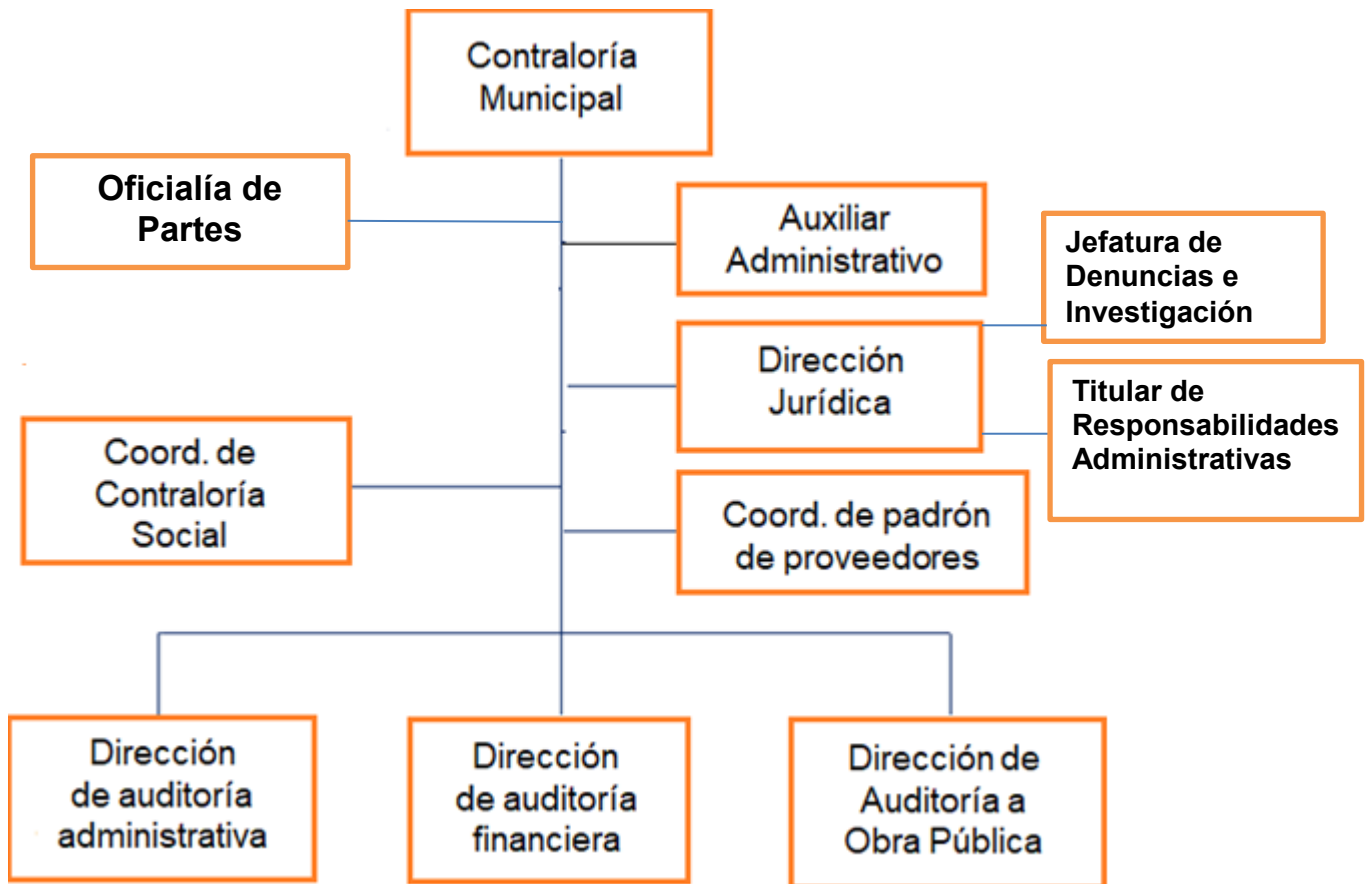 Contraloría
Municipal
Oficialía de
Partes
Auxiliar
Administrativo
Jefatura de
Denuncias e
Investigación
Dirección
Jurídica
Titular de
Responsabilidades
Administrativas
Coord. de
Contraloría
Social
Coord. de padrón
de proveedores
Dirección
de auditoría
administrativa
Dirección
de auditoría
financiera
Dirección de
Auditoría a
Obra Pública